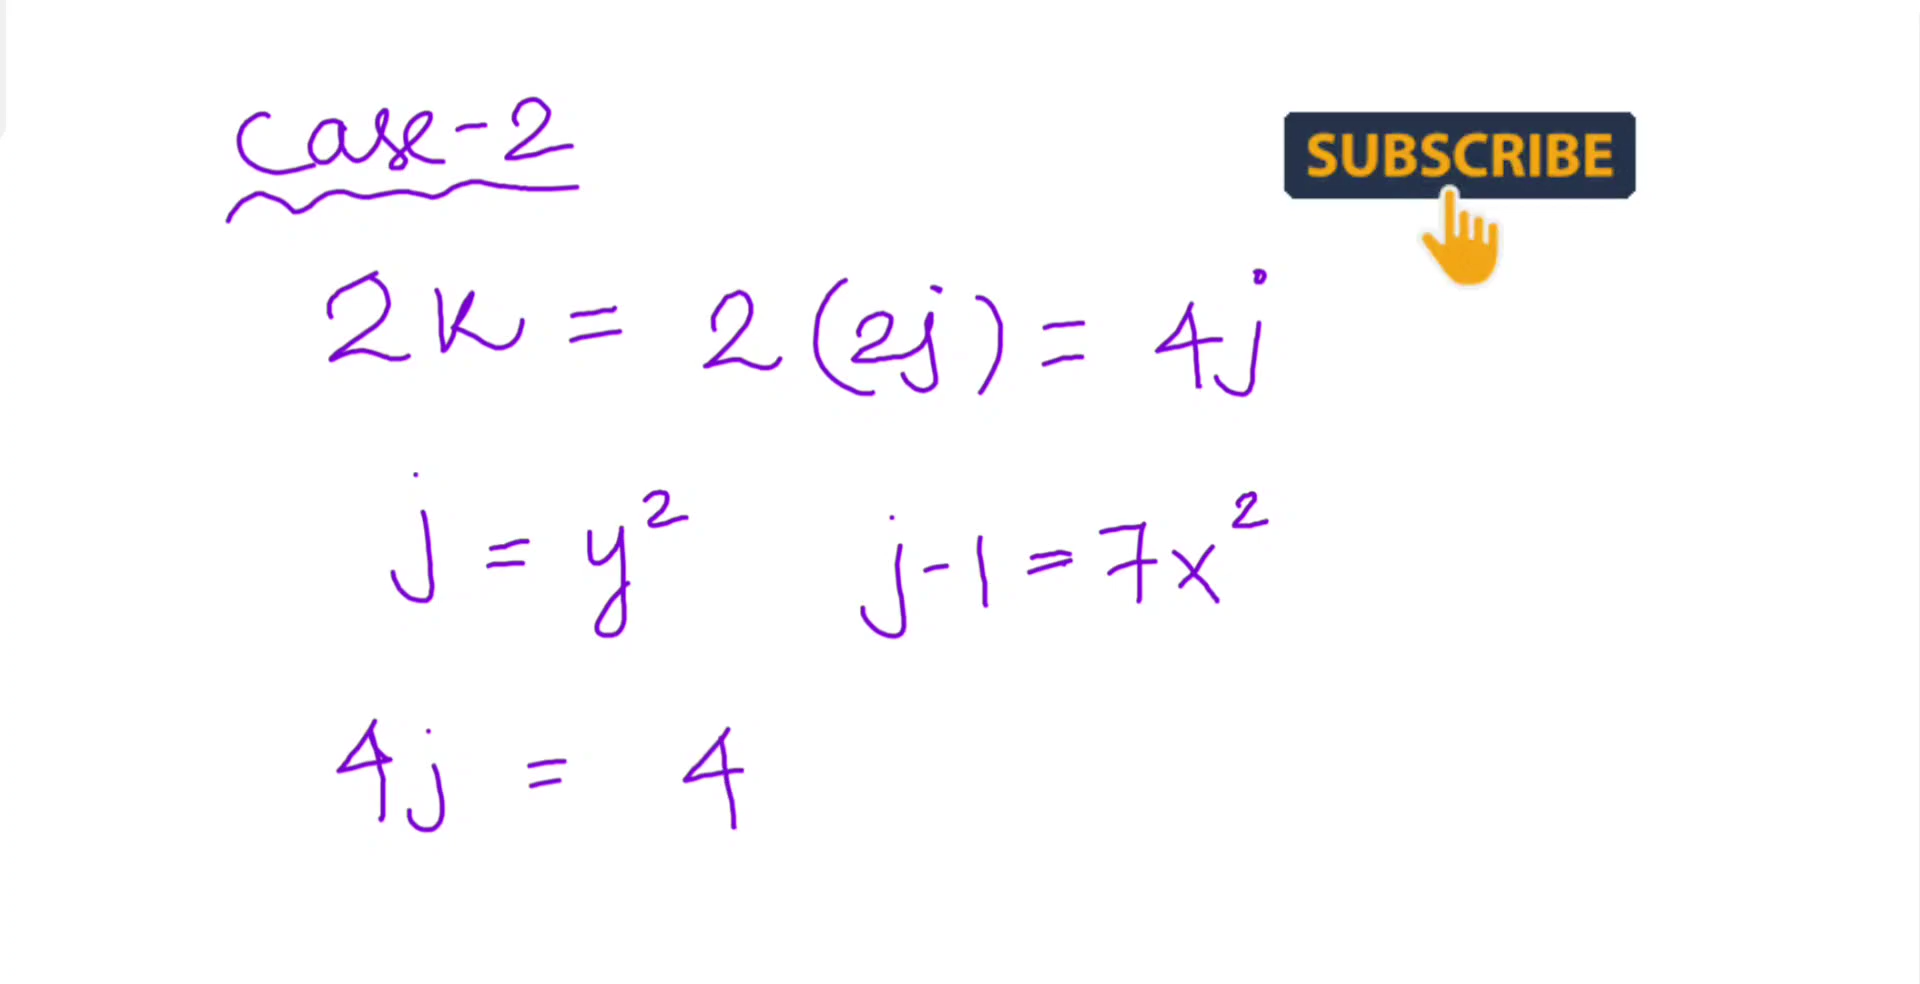 Case-2
SUBSCRIBE
2k = 2(2j) = 4j
j = y² j-1 = 7x²
4j = 4